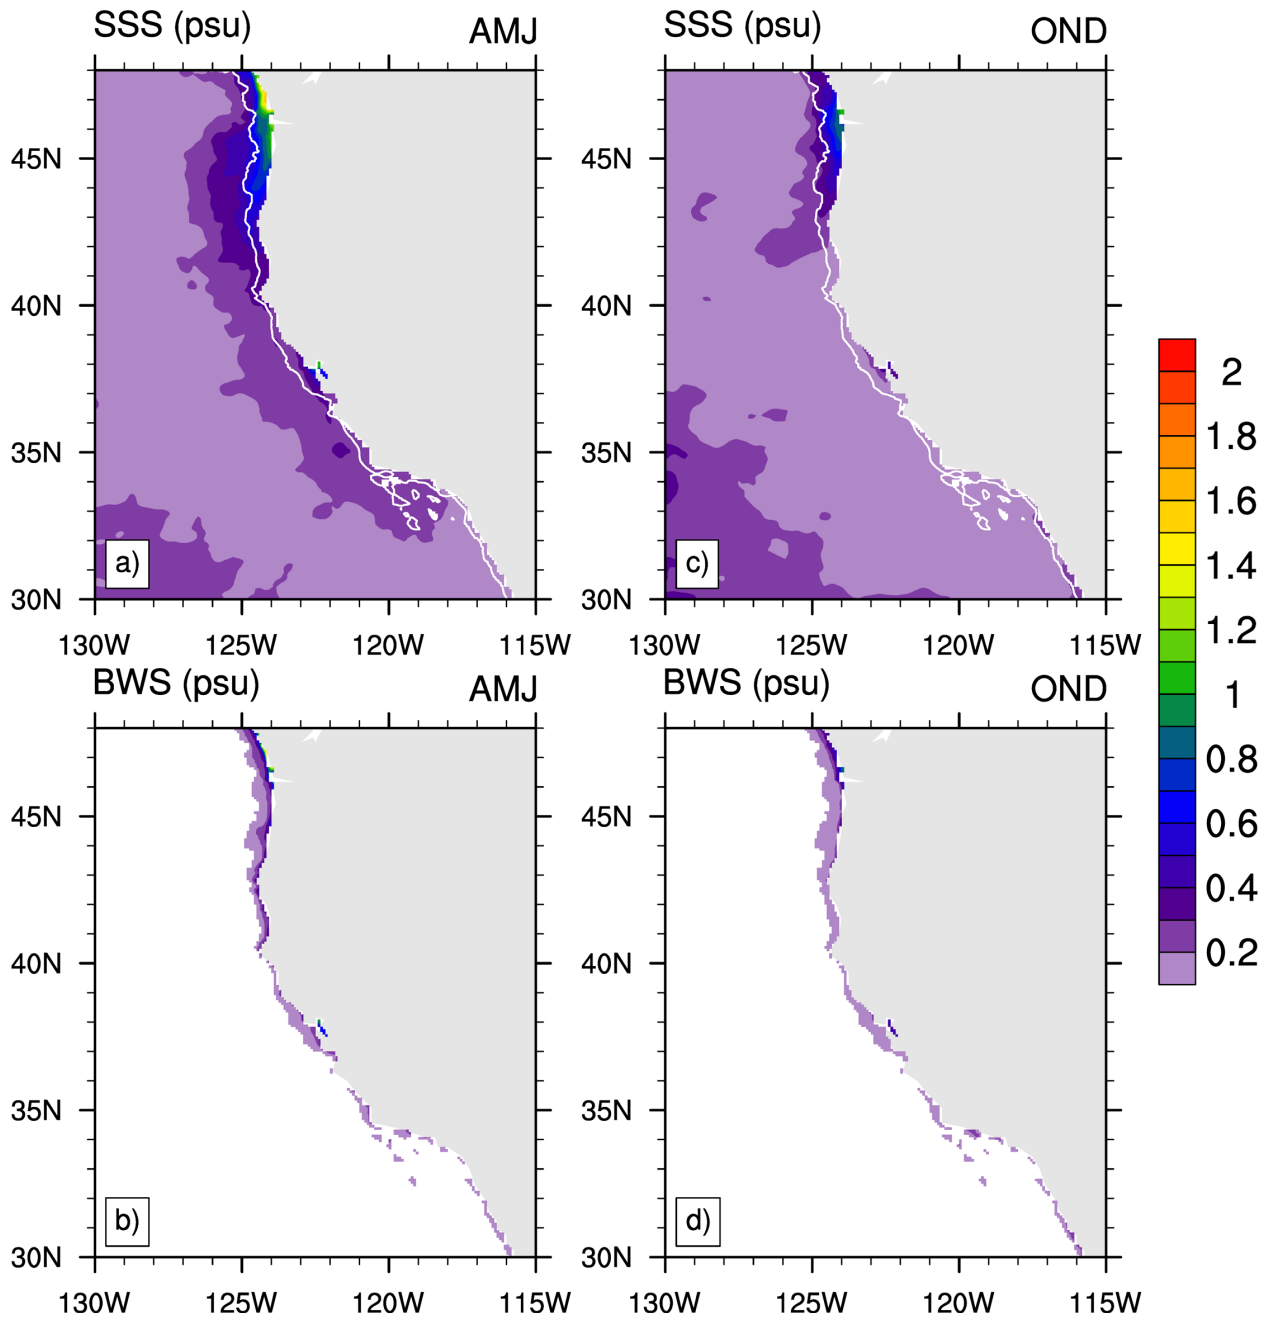 SSS (psu) AMJ
45N
40N
35N
30N
a)
130W 125W 120W 115W
SSS (psu) OND
45N
40N
35N
30N
c)
130W 125W 120W 115W
2
1.8
1.6
1.4
1.2
1
0.8
0.6
0.4
0.2
BWS (psu) AMJ
45N
40N
35N
30N
b)
130W 125W 120W 115W
BWS (psu) OND
45N
40N
35N
30N
d)
130W 125W 120W 115W